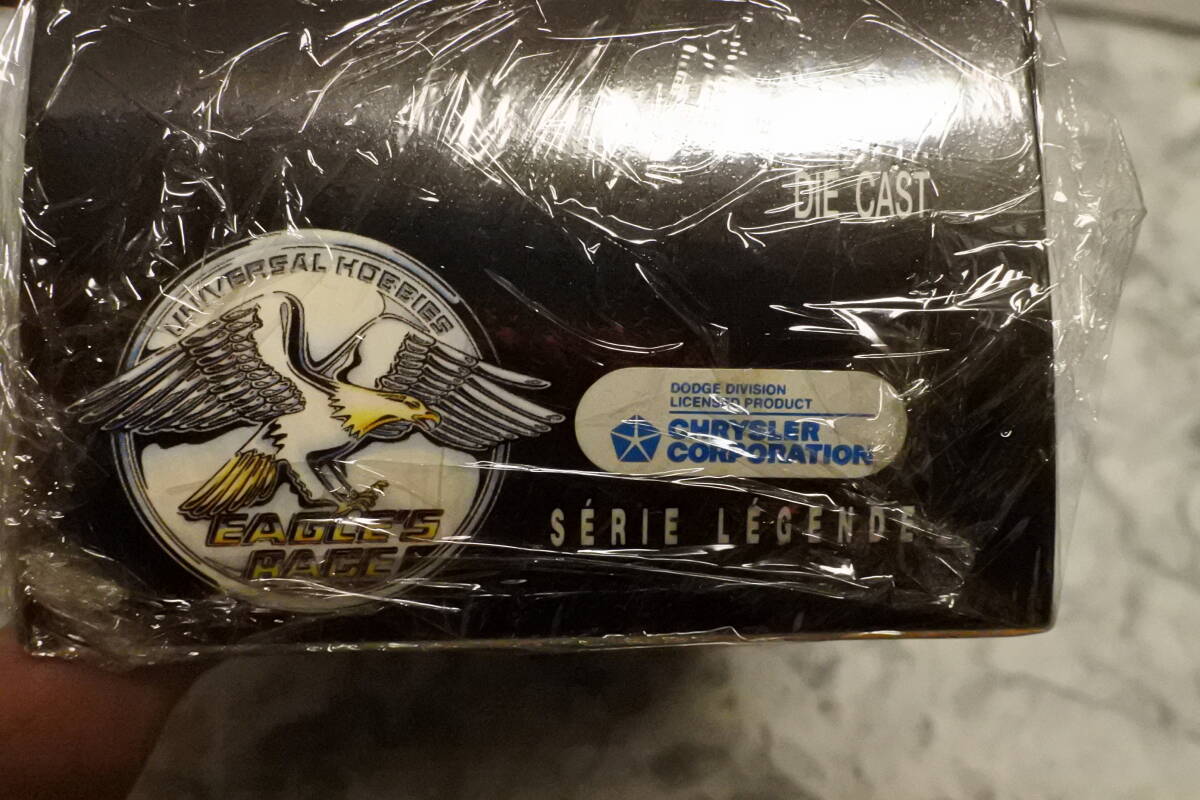 DIE CAST
UNIVERSAL HOBBIES
EAGLE'S
RACE
DODGE DIVISION
LICENSED PRODUCT
CHRYSLER
CORPORATION
SÉRIE LÉGENDE